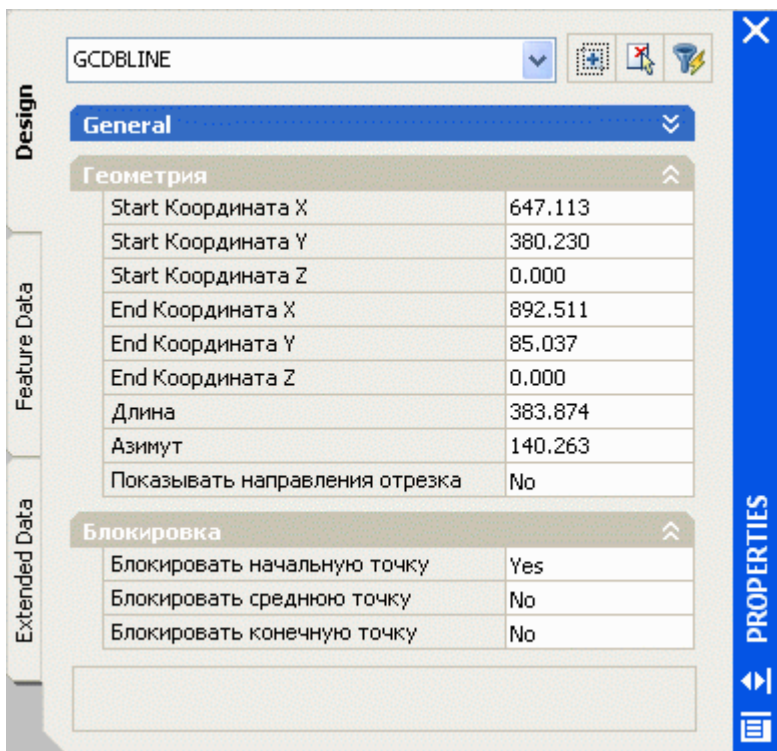 GCDBLINE
General
Геометрия
Start Координата X 647.113
Start Координата Y 380.230
Start Координата Z 0.000
End Координата X 892.511
End Координата Y 85.037
End Координата Z 0.000
Длина 383.874
Азимут 140.263
Показывать направления отрезка No
Блокировка
Блокировать начальную точку Yes
Блокировать среднюю точку No
Блокировать конечную точку No
Design
Feature Data
Extended Data
PROPERTIES